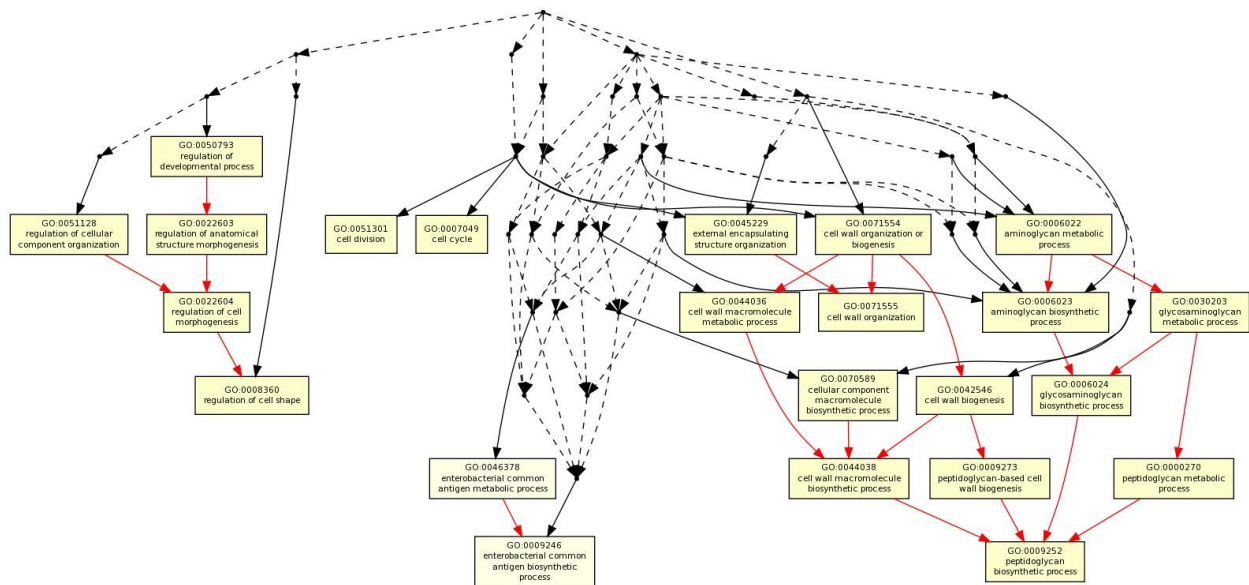 GO:0050793
regulation of
developmental process
GO:0051128
regulation of cellular
component organization
GO:0022603
regulation of anatomical
structure morphogenesis
GO:0051301
cell division
GO:0007049
cell cycle
GO:0045229
external encapsulating
structure organization
GO:0071554
cell wall organization or
biogenesis
GO:0006022
aminoglycan metabolic
process
GO:0022604
regulation of cell
morphogenesis
GO:0044036
cell wall macromolecule
metabolic process
GO:0071555
cell wall organization
GO:0006023
aminoglycan biosynthetic
process
GO:0030203
glycosaminoglycan
metabolic process
GO:0008360
regulation of cell shape
GO:0070589
cellular component
macromolecule
biosynthetic process
GO:0042546
cell wall biogenesis
GO:0006024
glycosaminoglycan
biosynthetic process
GO:0046378
enterobacterial common
antigen metabolic process
GO:0044038
cell wall macromolecule
biosynthetic process
GO:0009273
peptidoglycan-based cell
wall biogenesis
GO:0000270
peptidoglycan metabolic
process
GO:0009246
enterobacterial common
antigen biosynthetic
process
GO:0009252
peptidoglycan
biosynthetic process